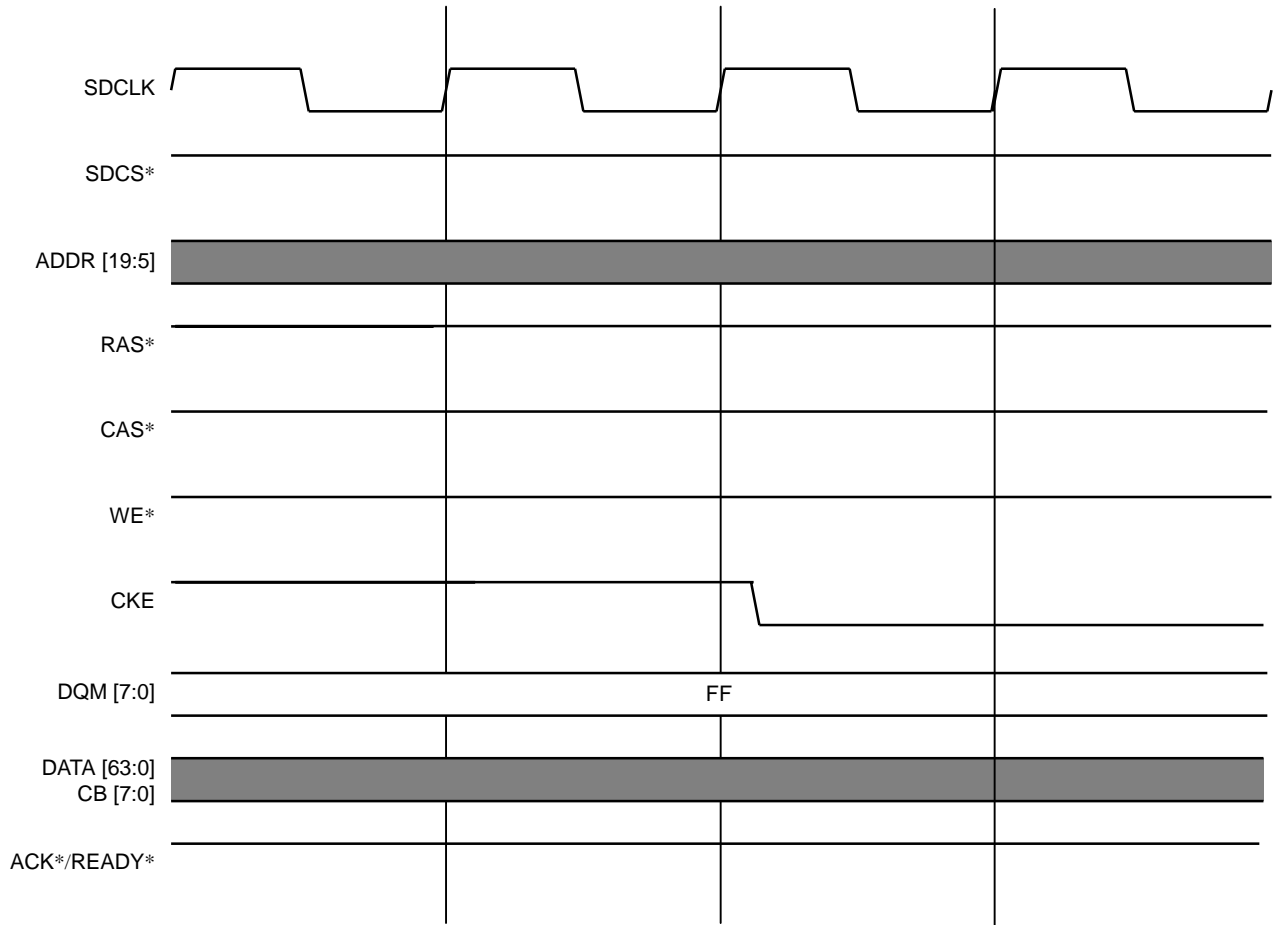 SDCLK
SDCS*
ADDR [19:5]
RAS*
CAS*
WE*
CKE
DQM [7:0]
FF
DATA [63:0]
CB [7:0]
ACK*/READY*